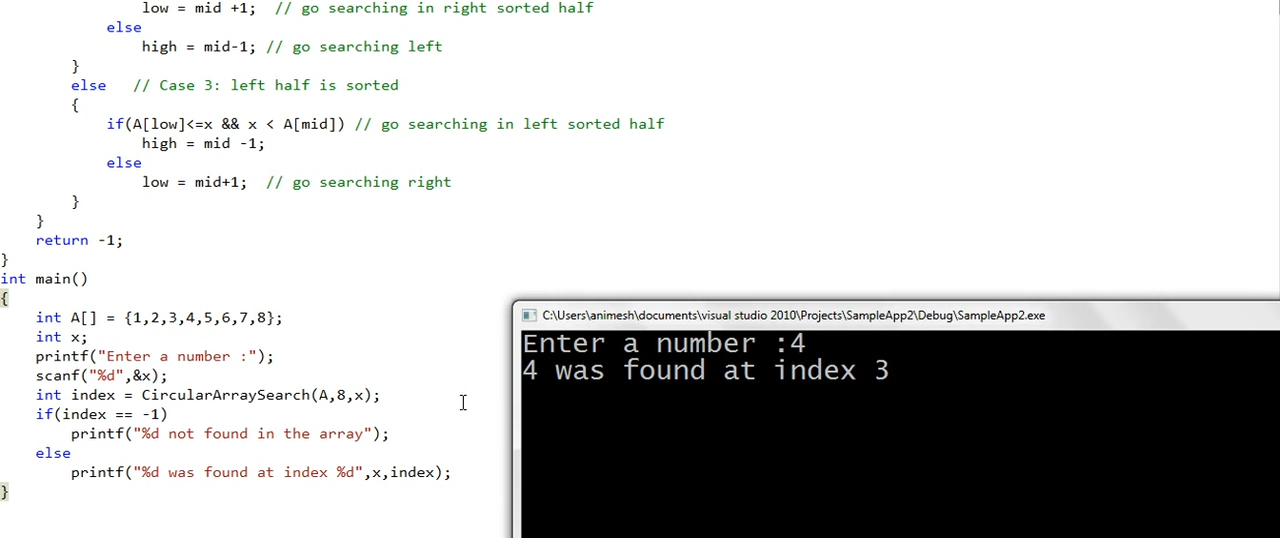 low = mid +1;  // go searching in right sorted half
else
high = mid-1; // go searching left
}
else   // Case 3: left half is sorted
{
if(A[low]<=x && x < A[mid]) // go searching in left sorted half
high = mid -1;
else
low = mid+1;  // go searching right
}
}
return -1;
}
int main()
{
int A[] = {1,2,3,4,5,6,7,8};
int x;
printf("Enter a number :");
scanf("%d",&x);
int index = CircularArraySearch(A,8,x);
if(index == -1)
printf("%d not found in the array");
else
printf("%d was found at index %d",x,index);
}
C:\Users\animesh\documents\visual studio 2010\Projects\SampleApp2\Debug\SampleApp2.exe
Enter a number :4
4 was found at index 3